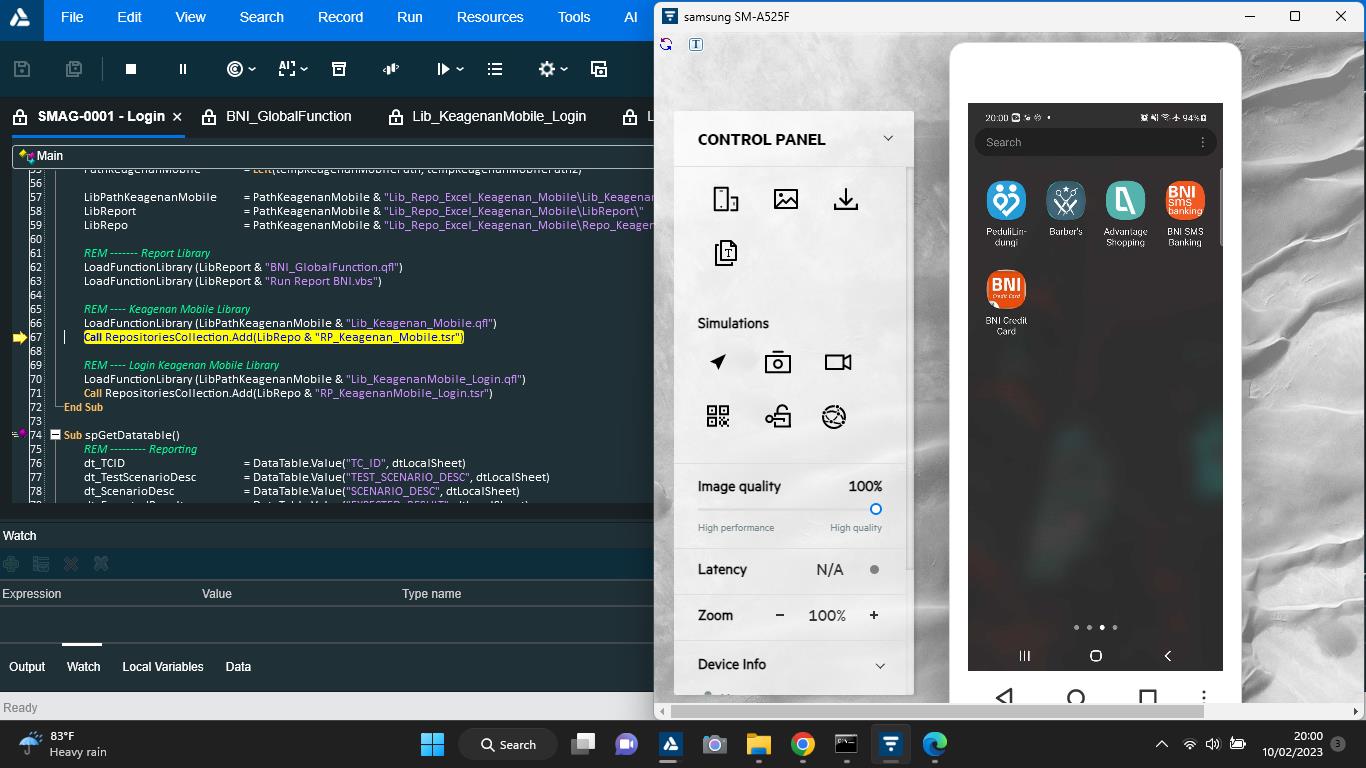 File Edit View Search Record Run Resources Tools AI
SMAG-0001 - Login BNI_GlobalFunction Lib_KeagenanMobile_Login
Main
56
57 LibPathKeagenanMobile = PathKeagenanMobile & "Lib_Repo_Excel_Keagenan_Mobile\Lib_Keagenan
58 LibReport = PathKeagenanMobile & "Lib_Repo_Excel_Keagenan_Mobile\LibReport\"
59 LibRepo = PathKeagenanMobile & "Lib_Repo_Excel_Keagenan_Mobile\Repo_Keagen
60
61 REM ------- Report Library
62 LoadFunctionLibrary (LibReport & "BNI_GlobalFunction.qfl")
63 LoadFunctionLibrary (LibReport & "Run Report BNI.vbs")
64
65 REM ---- Keagenan Mobile Library
66 LoadFunctionLibrary (LibPathKeagenanMobile & "Lib_Keagenan_Mobile.qfl")
67 Call RepositoriesCollection.Add(LibRepo & "RP_Keagenan_Mobile.tsr")
68
69 REM ---- Login Keagenan Mobile Library
70 LoadFunctionLibrary (LibPathKeagenanMobile & "Lib_KeagenanMobile_Login.qfl")
71 Call RepositoriesCollection.Add(LibRepo & "RP_KeagenanMobile_Login.tsr")
72 End Sub
73
74 Sub spGetDatatable()
75 REM --------- Reporting
76 dt_TCID = DataTable.Value("TC_ID", dtLocalSheet)
77 dt_TestScenarioDesc = DataTable.Value("TEST_SCENARIO_DESC", dtLocalSheet)
78 dt_ScenarioDesc = DataTable.Value("SCENARIO_DESC", dtLocalSheet)
Watch
Expression Value Type name
Output Watch Local Variables Data
Ready
samsung SM-A525F
T
CONTROL PANEL
T
Simulations
Image quality 100%
High performance High quality
Latency N/A
Zoom − 100% +
Device Info
20:00 94%
Search
PeduliLin-
dungi
Barber's
Advantage
Shopping
BNI
sms
banking
BNI SMS
Banking
BNI
Credit Card
BNI Credit
Card
83°F
Heavy rain
Search
20:00
10/02/2023
3